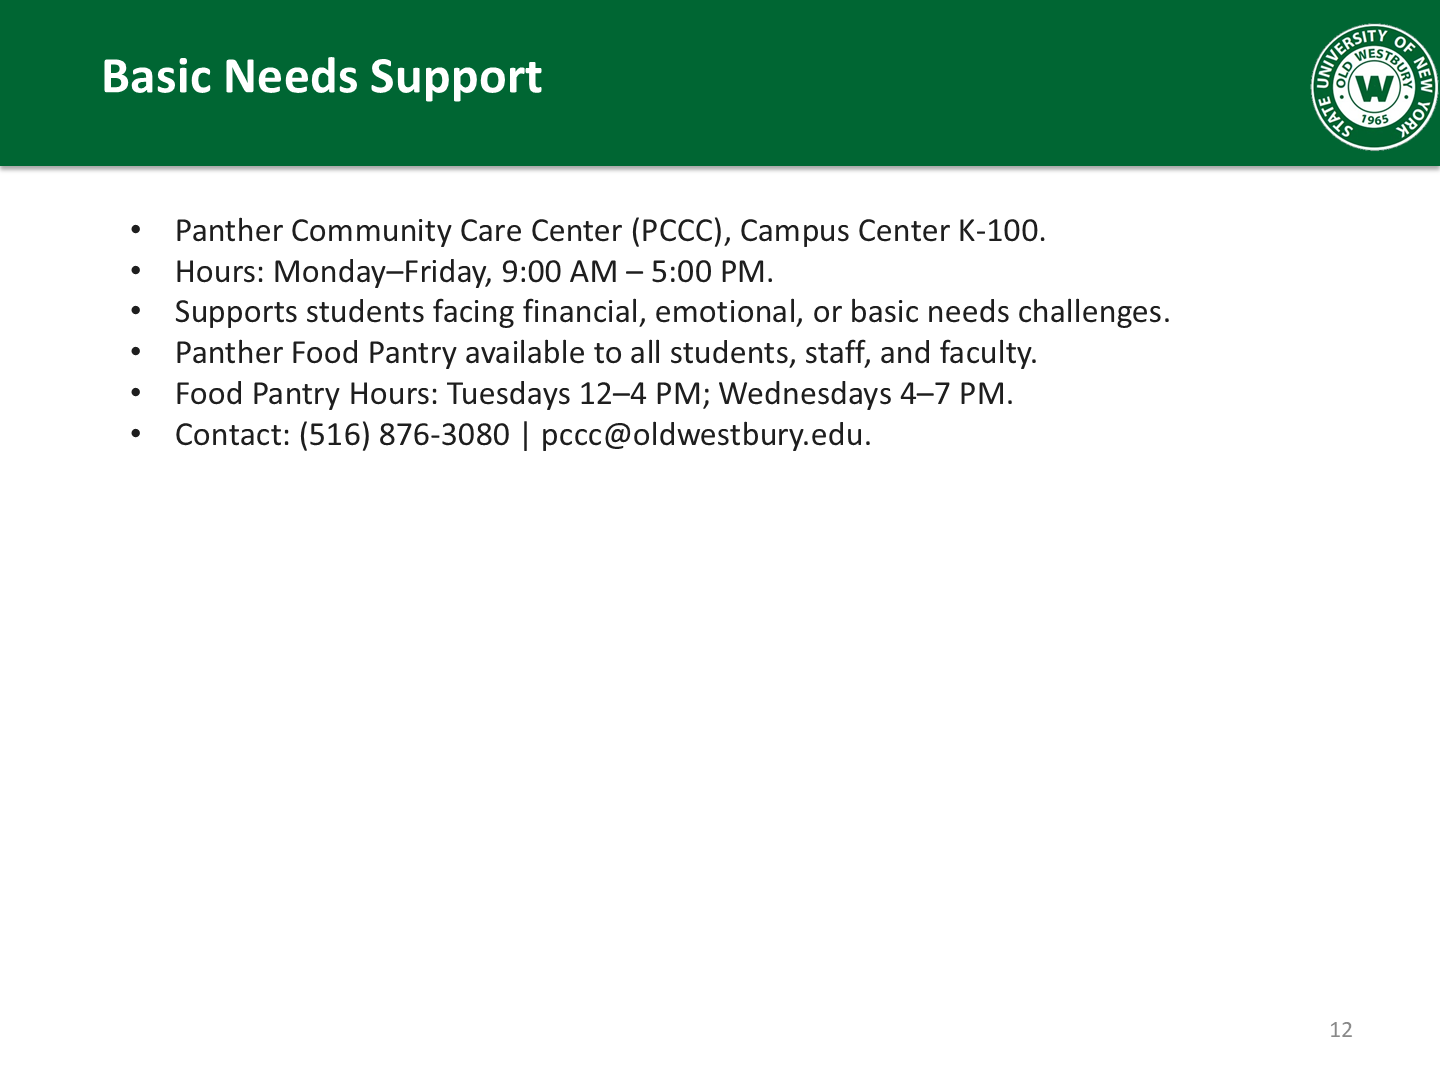 Basic Needs Support
STATE UNIVERSITY OF NEW YORK
OLD WESTBURY
W
1965
• Panther Community Care Center (PCCC), Campus Center K-100.
• Hours: Monday–Friday, 9:00 AM – 5:00 PM.
• Supports students facing financial, emotional, or basic needs challenges.
• Panther Food Pantry available to all students, staff, and faculty.
• Food Pantry Hours: Tuesdays 12–4 PM; Wednesdays 4–7 PM.
• Contact: (516) 876-3080 | pccc@oldwestbury.edu.
12